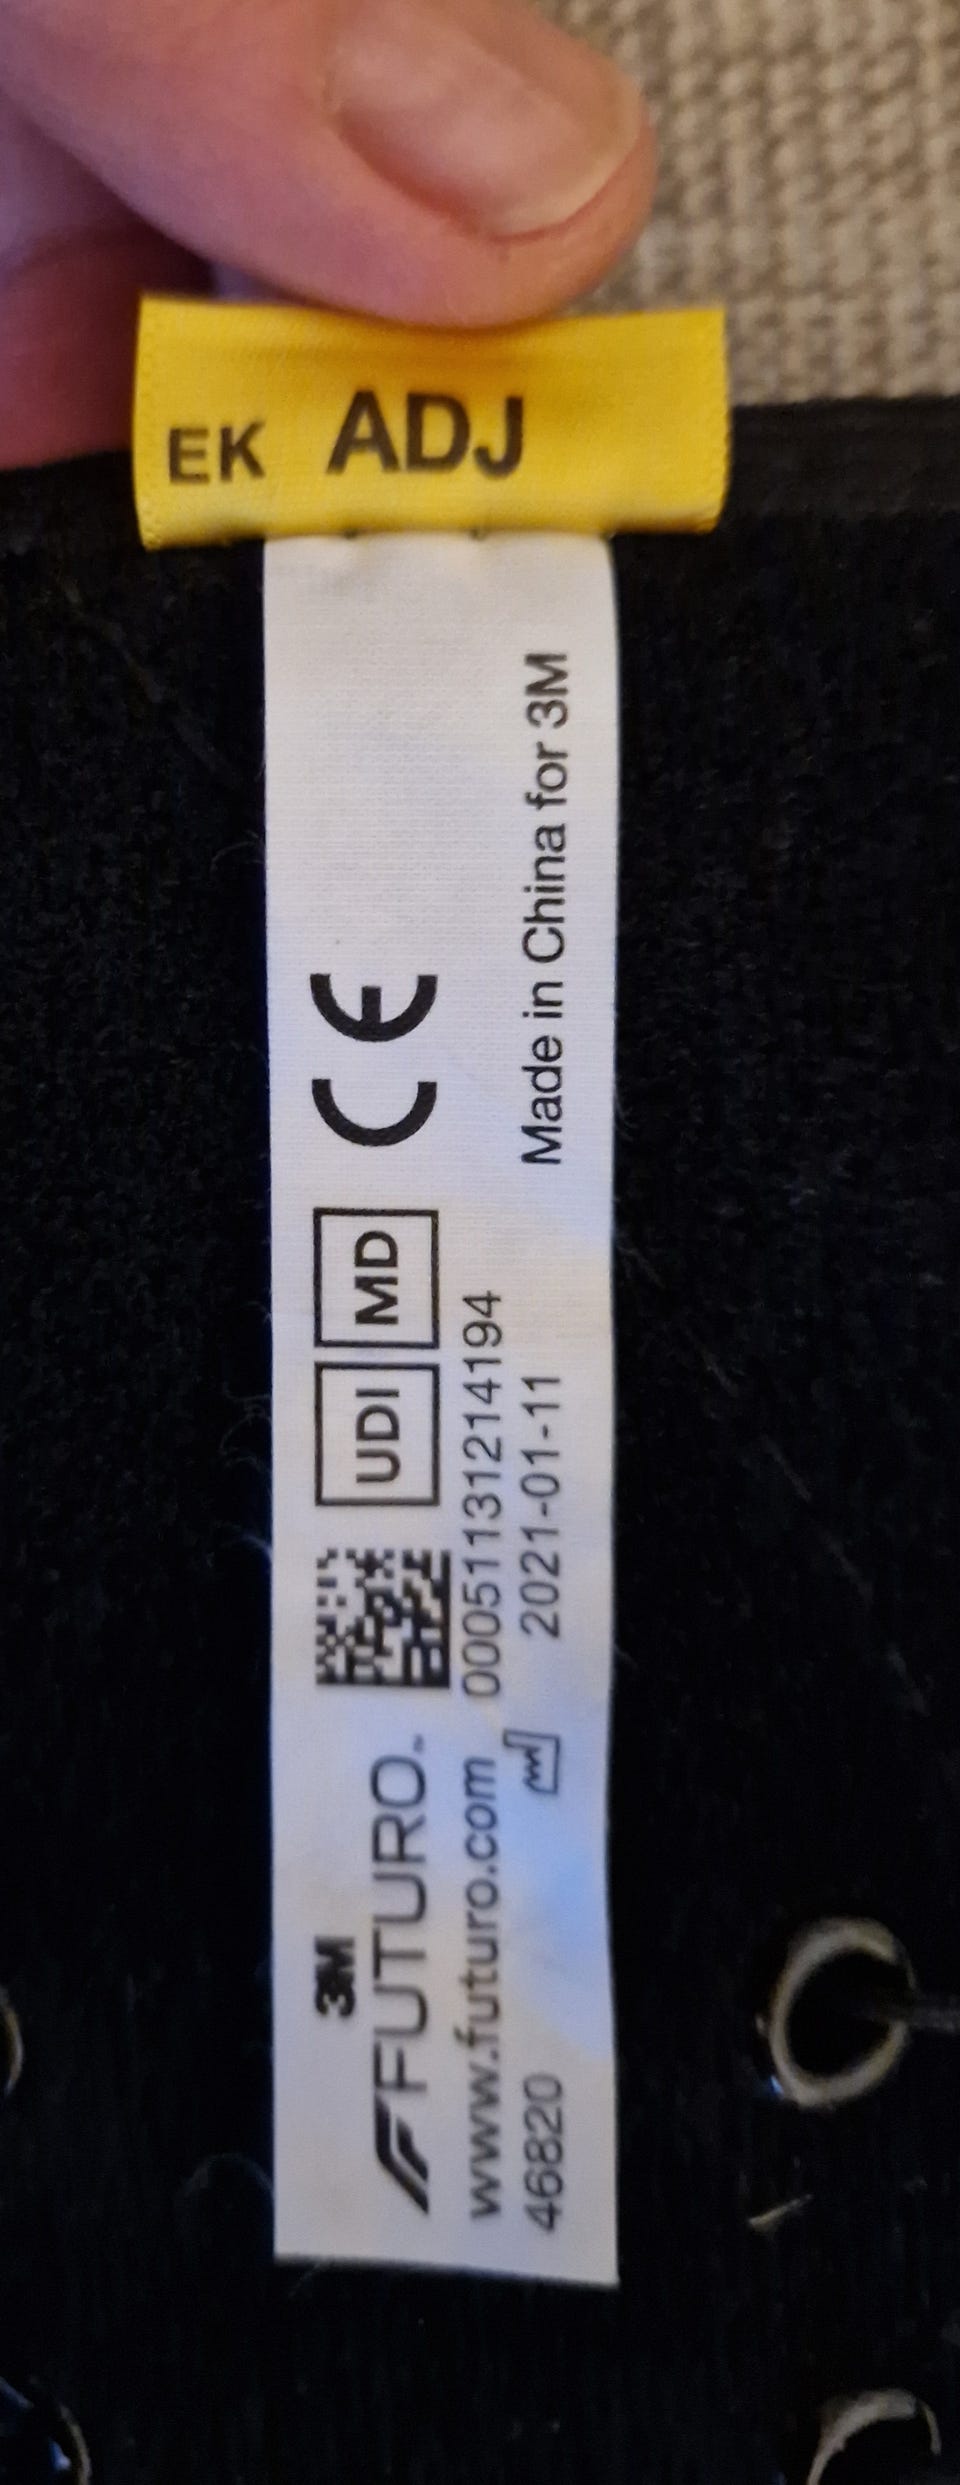 EK ADJ
3M
FUTURO™
UDI MD CE
www.futuro.com 00051131214194
46820 2021-01-11 Made in China for 3M